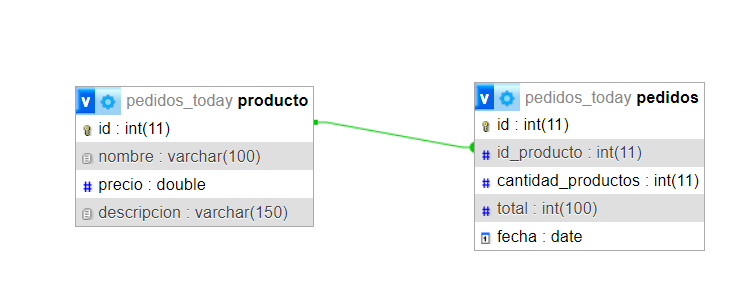 pedidos_today producto
id : int(11)
nombre : varchar(100)
precio : double
descripcion : varchar(150)
pedidos_today pedidos
id : int(11)
id_producto : int(11)
cantidad_productos : int(11)
total : int(100)
fecha : date